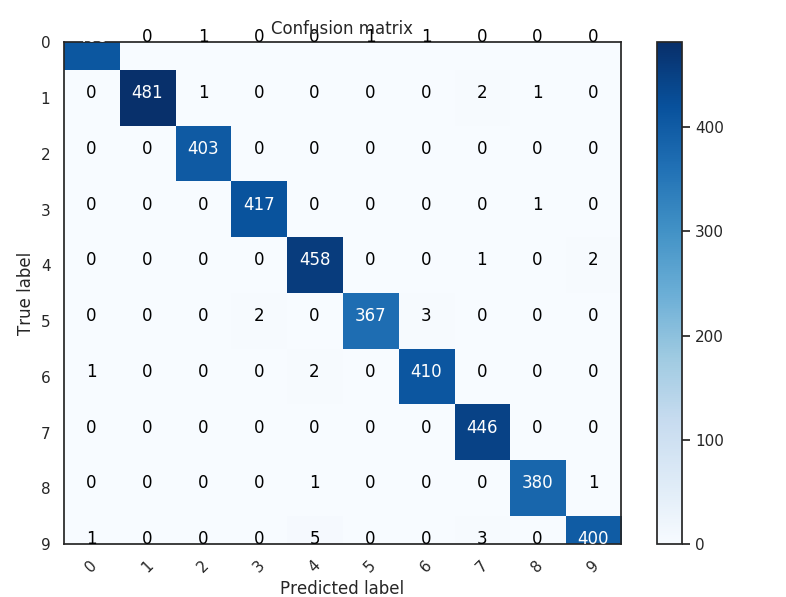 Confusion matrix
0 0 1 0 0 1 1 0 0 0
1 0 481 1 0 0 0 0 2 1 0
2 0 0 403 0 0 0 0 0 0 0
3 0 0 0 417 0 0 0 0 1 0
4 0 0 0 0 458 0 0 1 0 2
5 0 0 0 2 0 367 3 0 0 0
6 1 0 0 0 2 0 410 0 0 0
7 0 0 0 0 0 0 0 446 0 0
8 0 0 0 0 1 0 0 0 380 1
9 1 0 0 0 5 0 0 3 0 400
0 1 2 3 4 5 6 7 8 9
Predicted label
True label
400
300
200
100
0